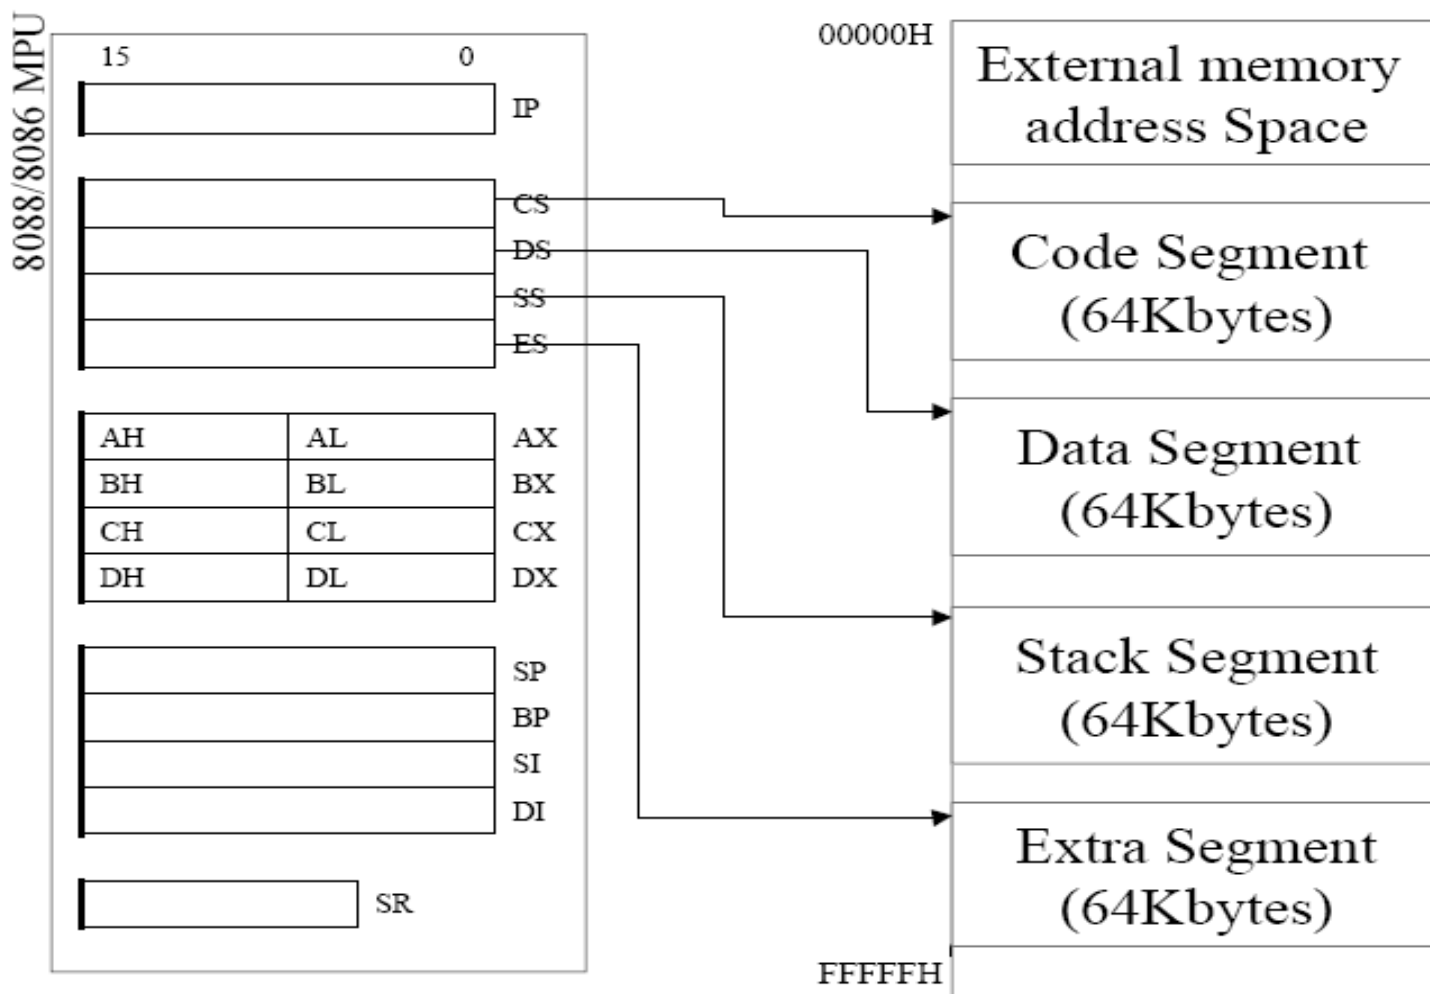 8088/8086 MPU
15 0
IP
CS
DS
SS
ES
AH AL AX
BH BL BX
CH CL CX
DH DL DX
SP
BP
SI
DI
SR
00000H
External memory
address Space
Code Segment
(64Kbytes)
Data Segment
(64Kbytes)
Stack Segment
(64Kbytes)
Extra Segment
(64Kbytes)
FFFFFH